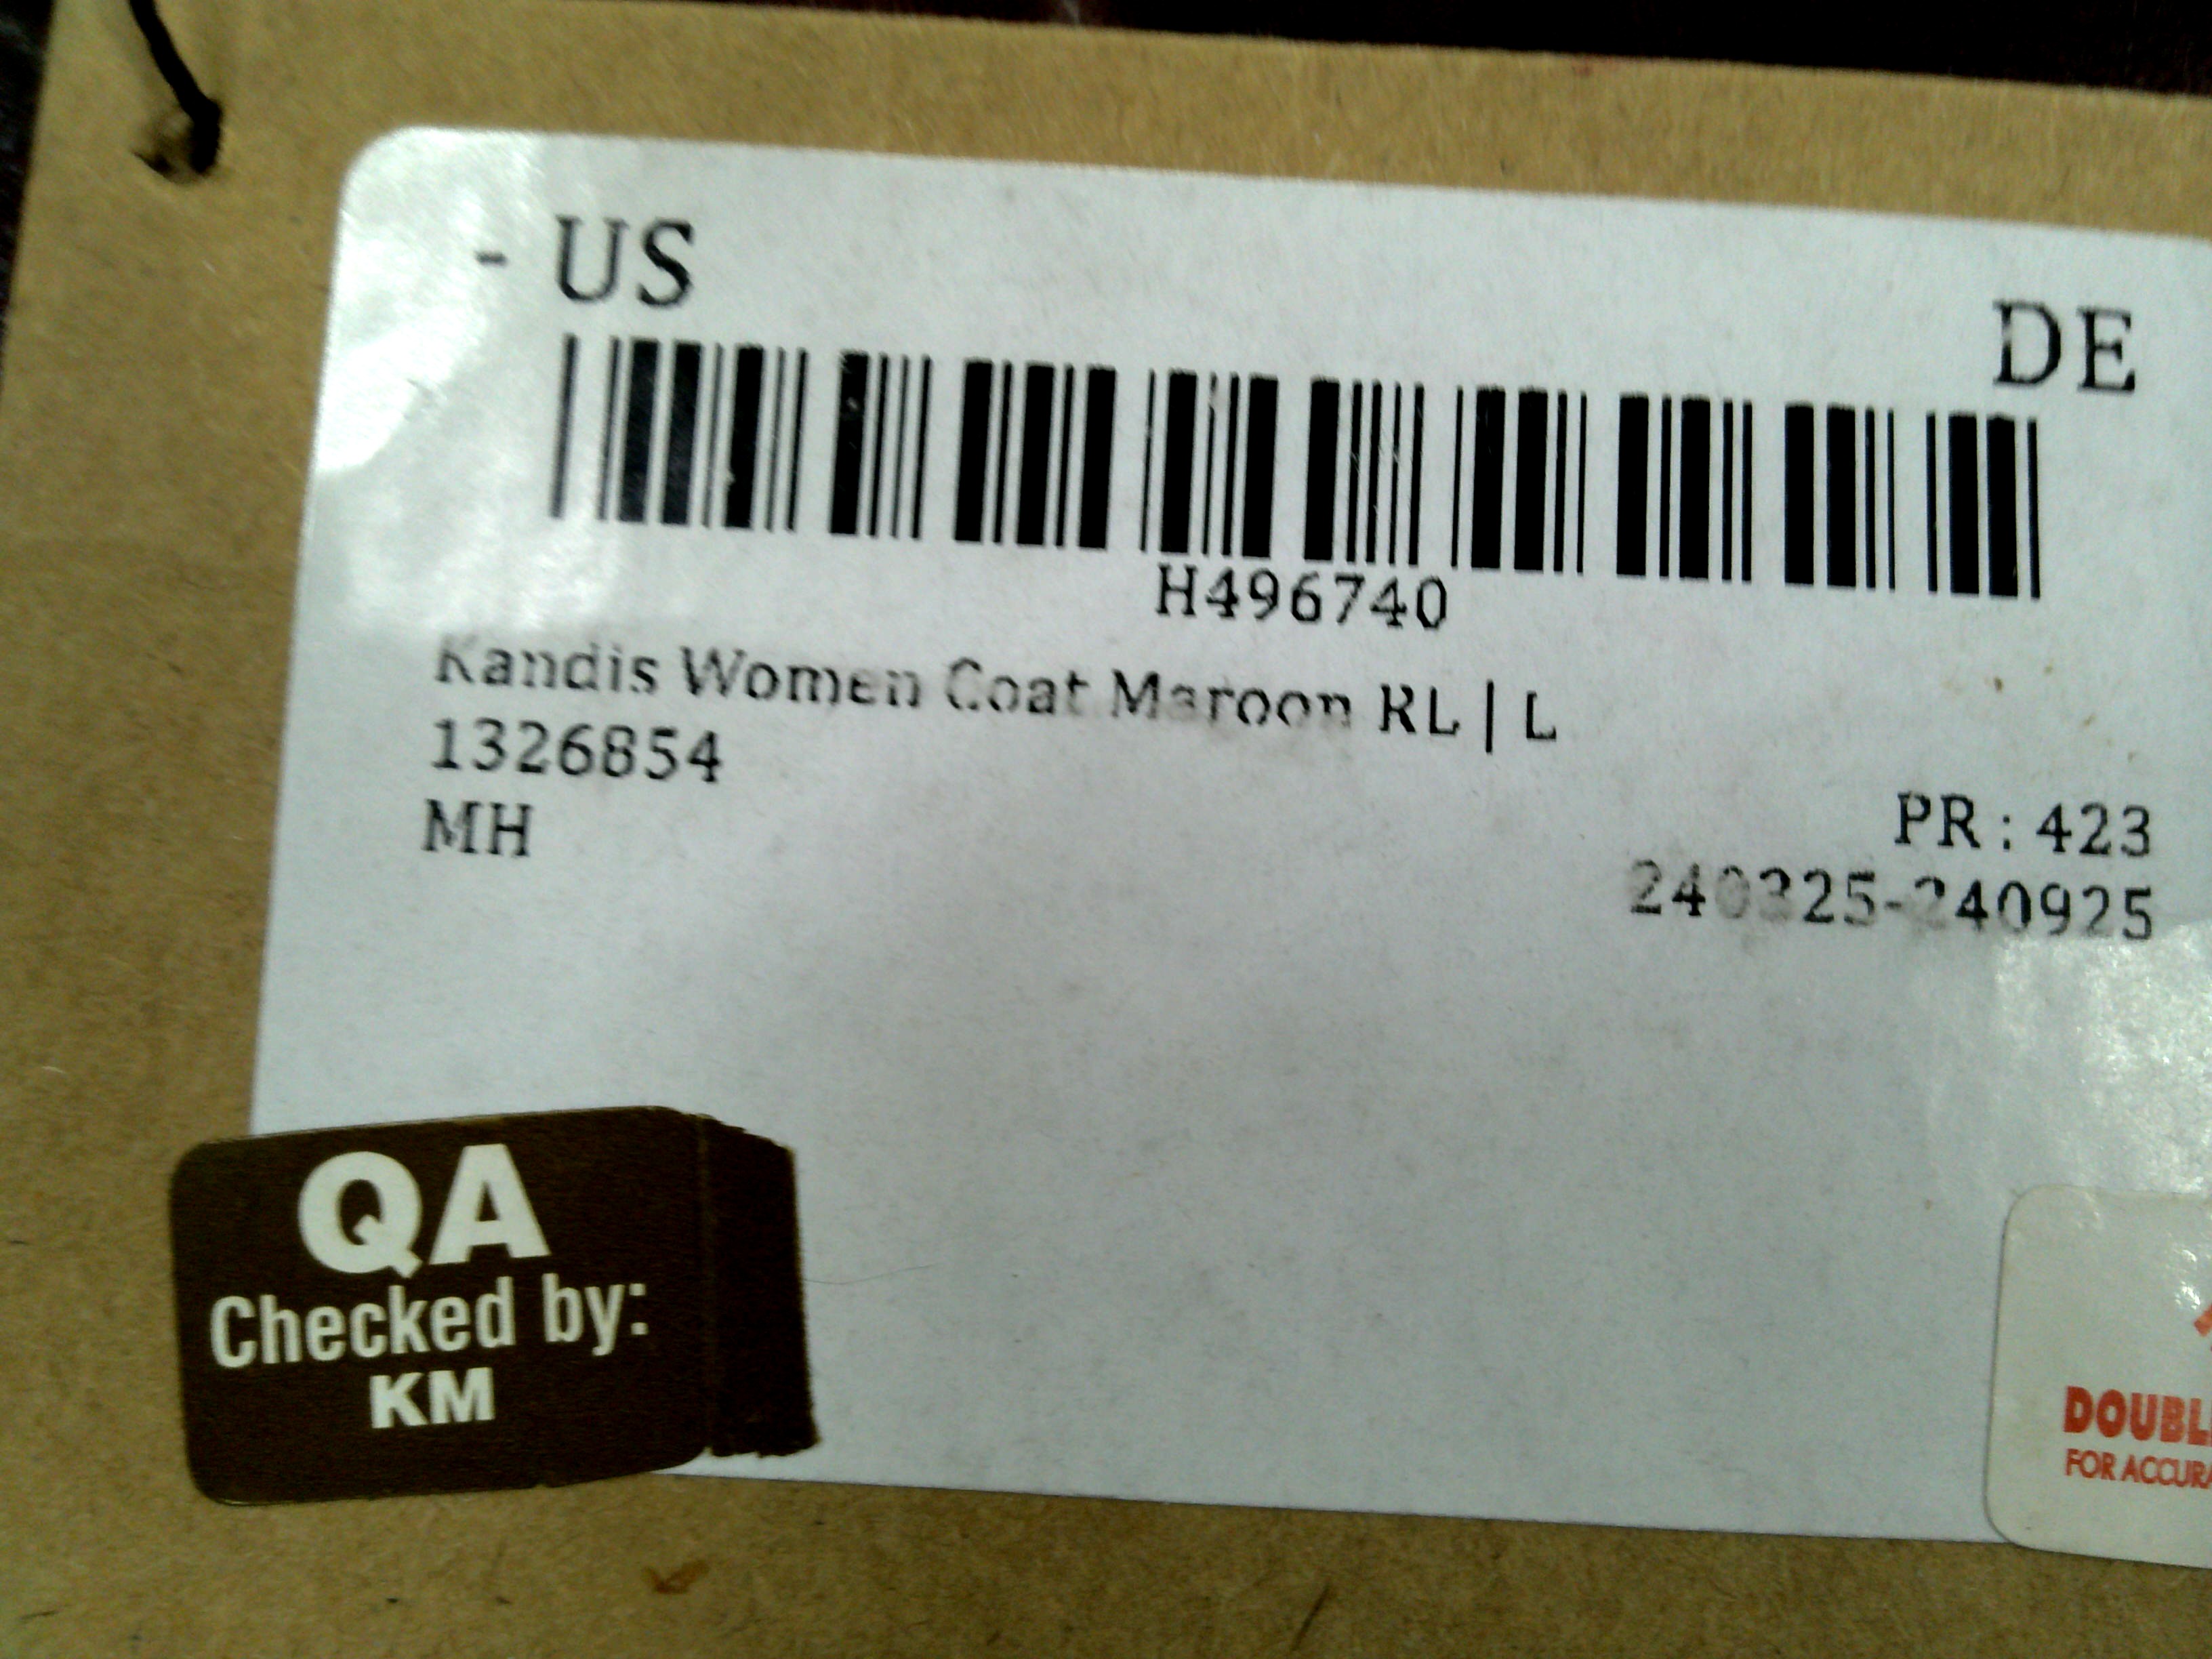 - US
DE
H496740
Kandis Women Coat Maroon RL | L
1326854
MH
PR : 423
240325-240925
QA
Checked by:
KM
DOUBL
FOR ACCURA